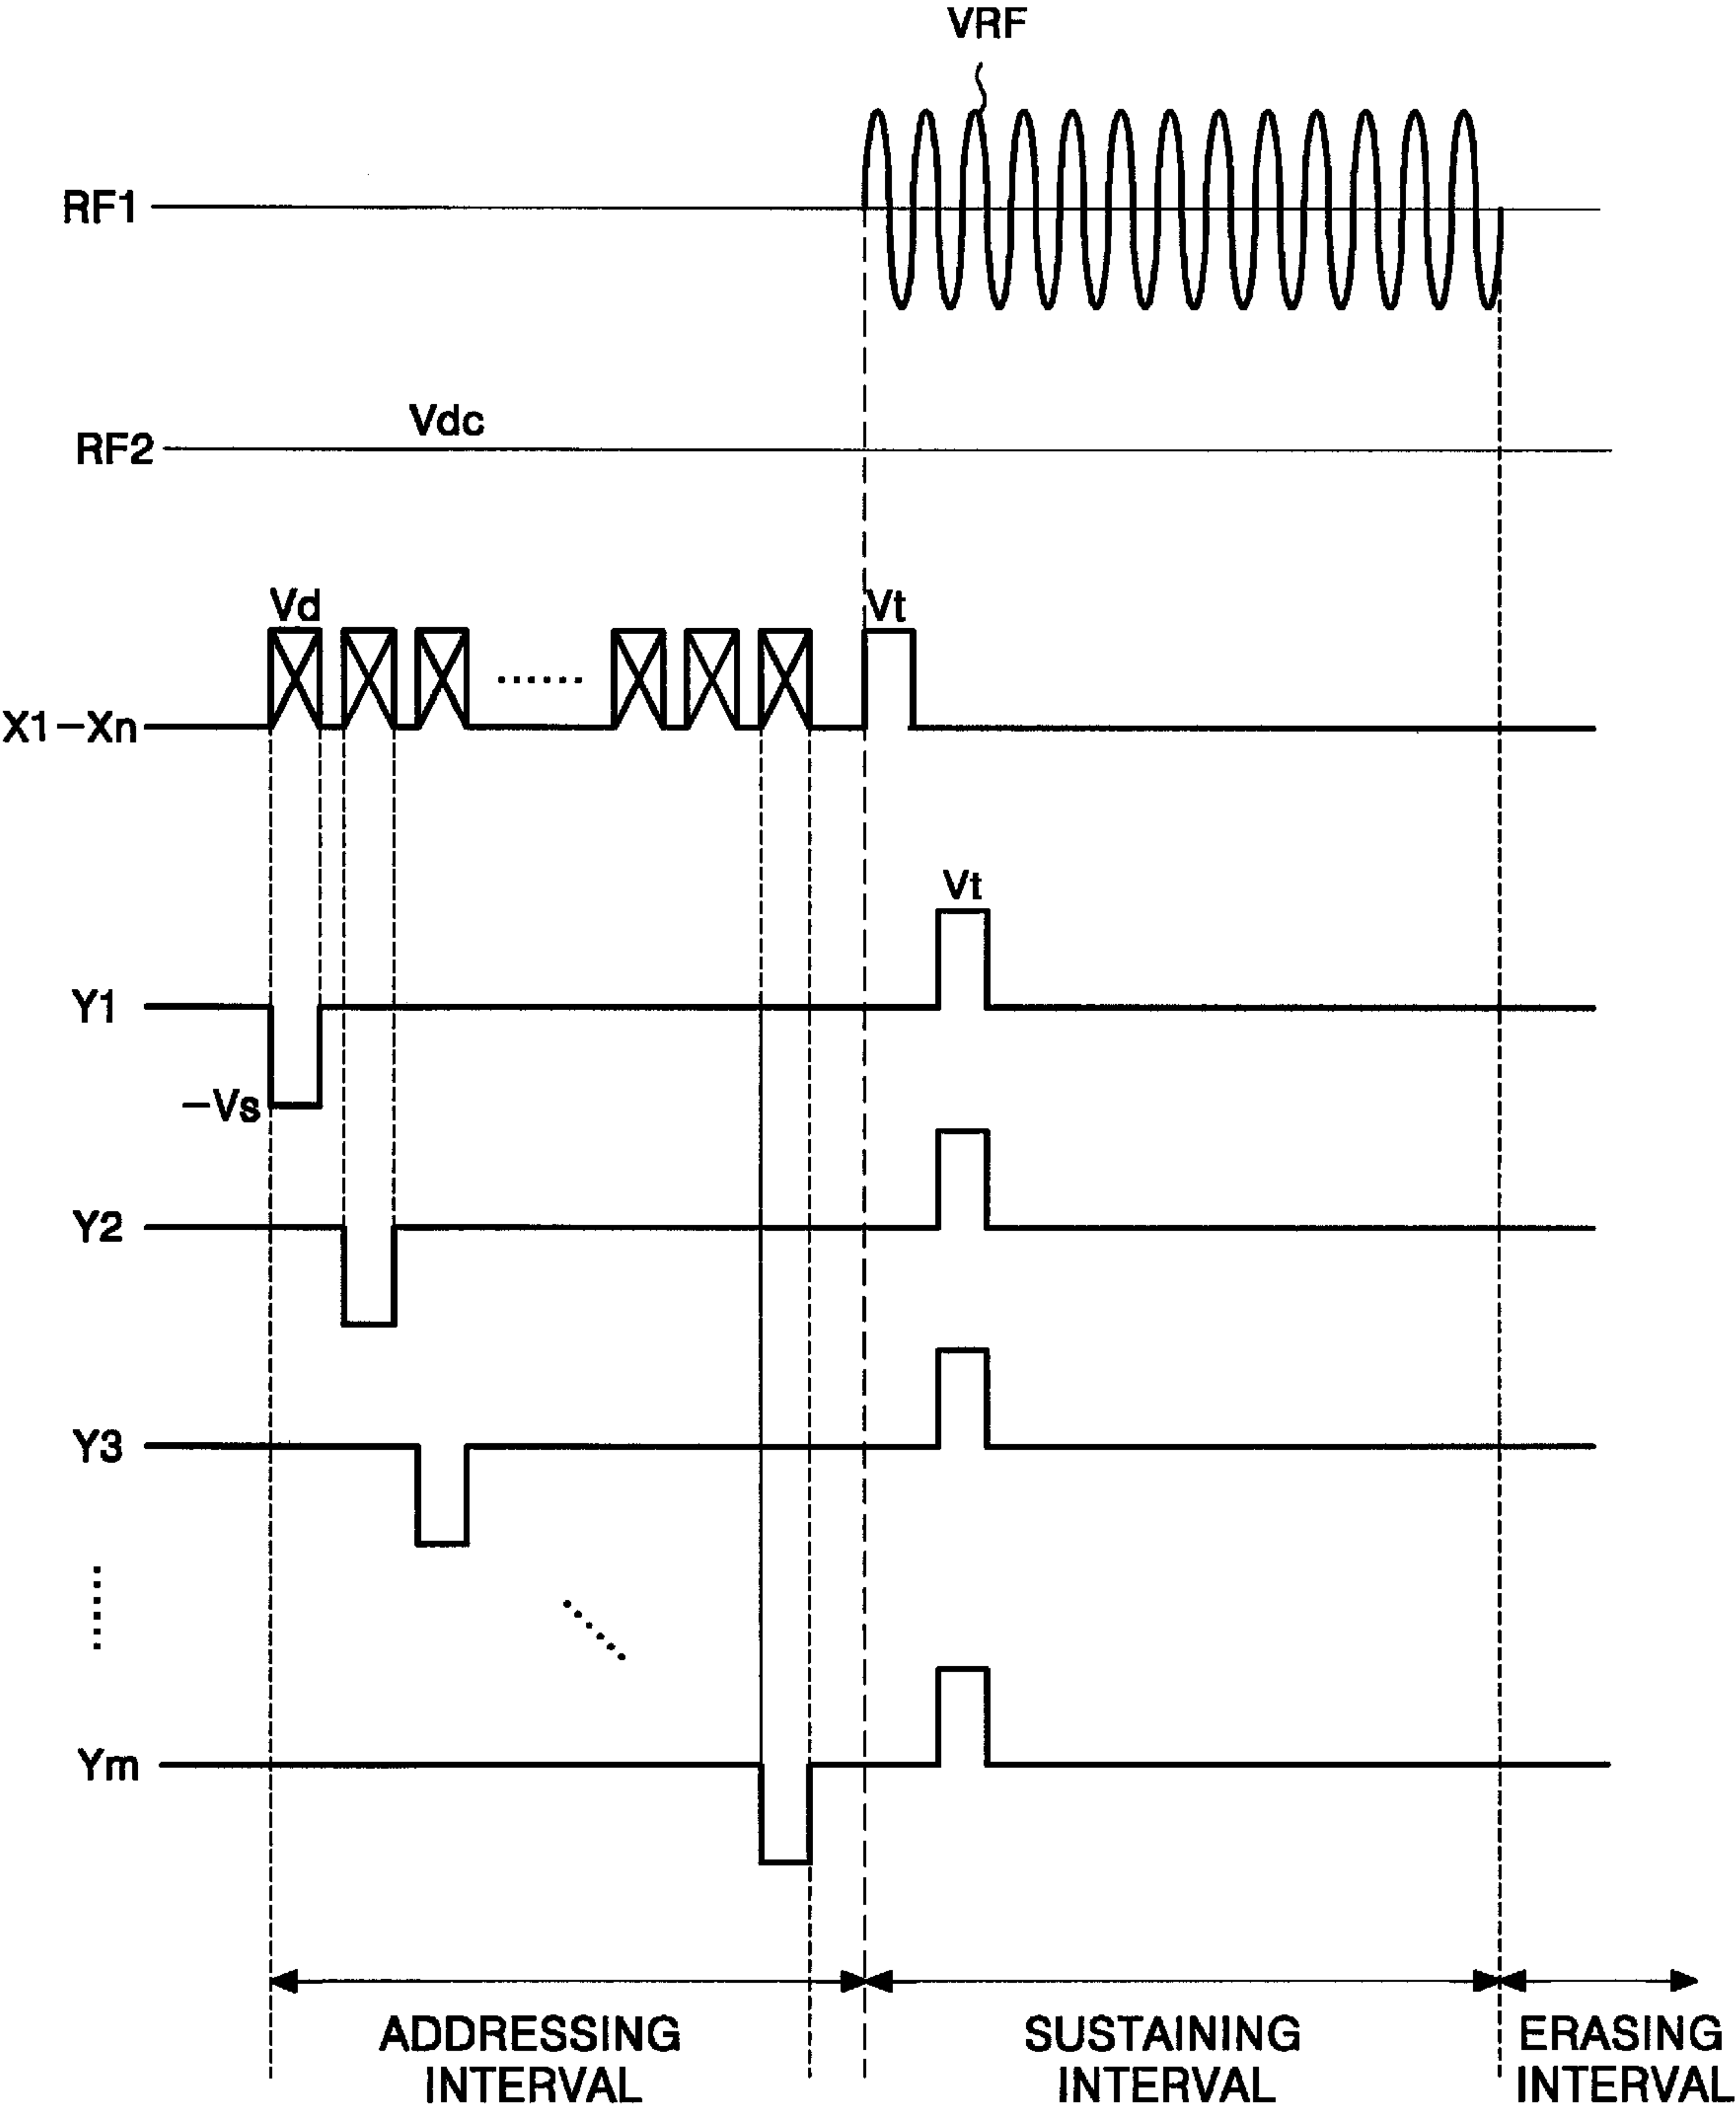 VRF
RF1
Vdc
RF2
Vd
Vt
X1–Xn
Vt
Y1
–Vs
Y2
Y3
Ym
ADDRESSING
INTERVAL
SUSTAINING
INTERVAL
ERASING
INTERVAL